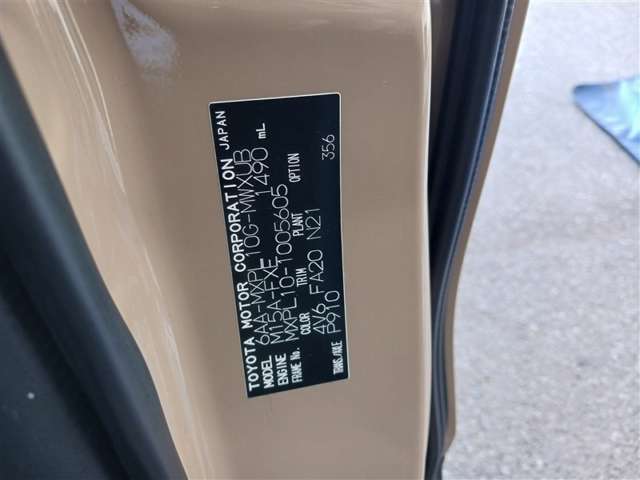 TOYOTA MOTOR CORPORATION JAPAN
MODEL 6AA-MXPL10G-MWXUB
ENGINE M15A-FXE 1490 mL
FRAME No. MXPL10-1005605
COLOR TRIM PLANT OPTION
4V6 FA20 N21 356
TRANS/AXLE P910